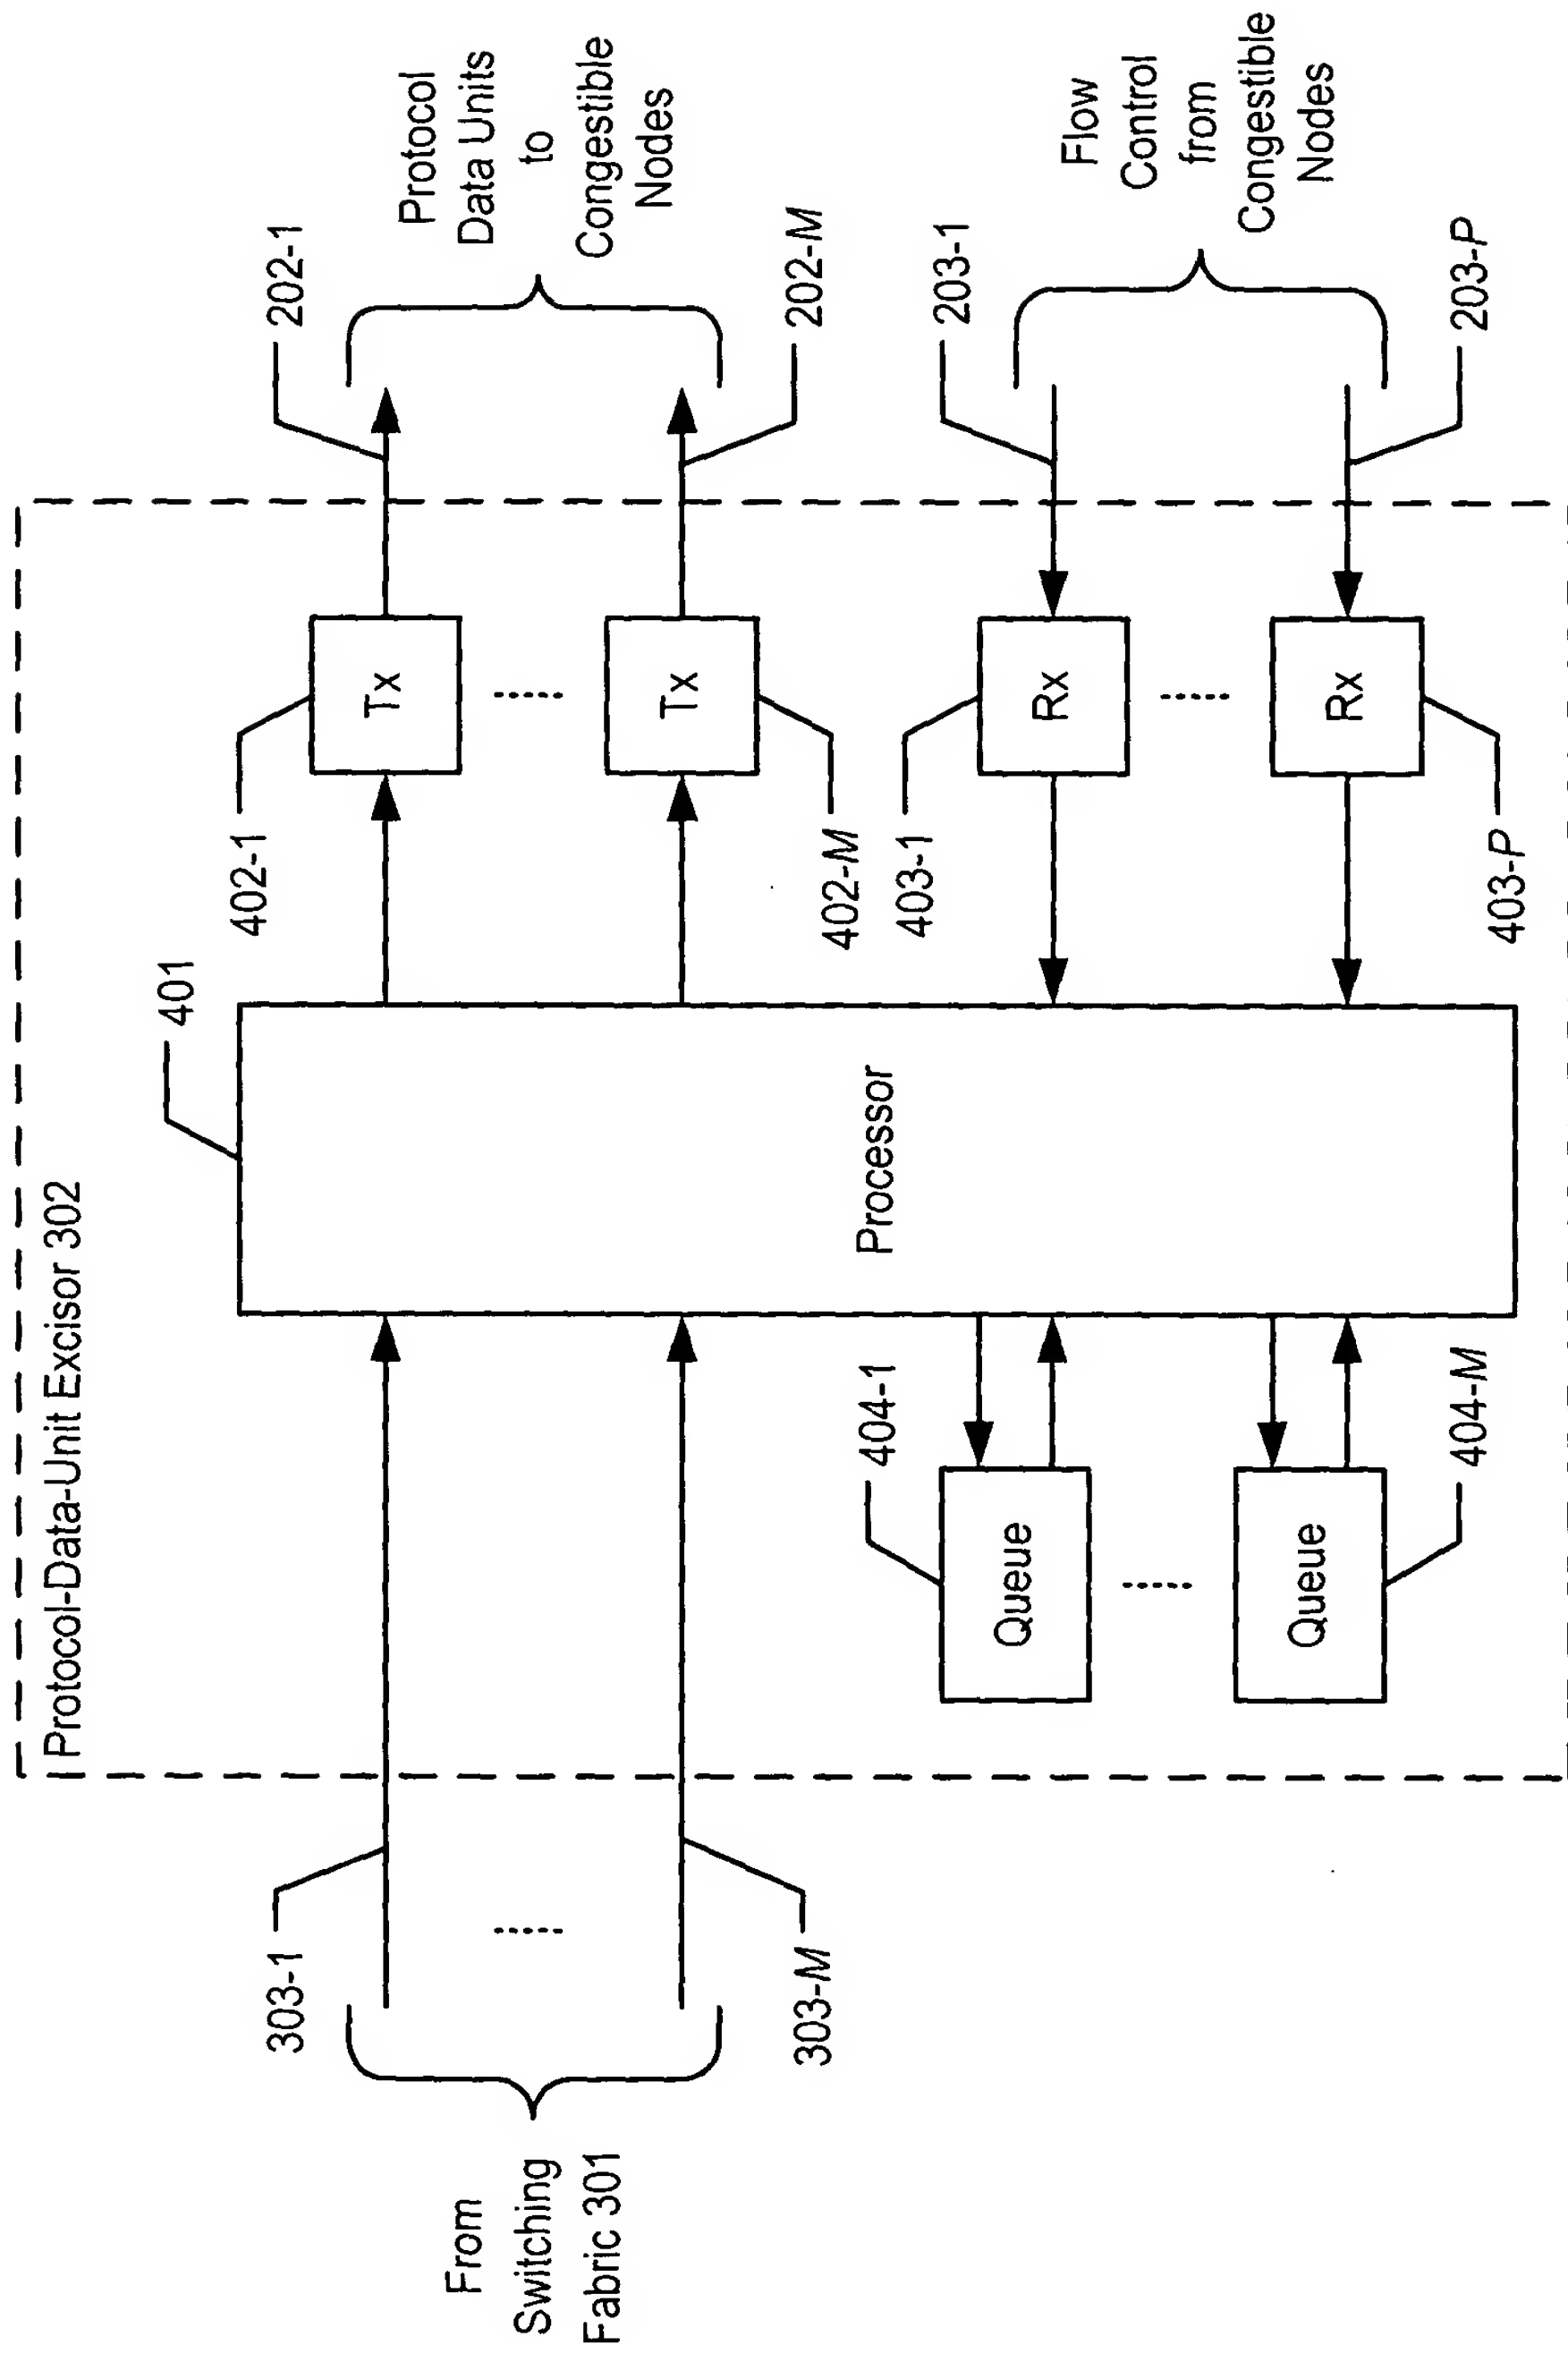 Protocol-Data-Unit Excisor 302
401
402-1
202-1
Protocol
Data Units
to
Congestible
Nodes
303-1
Tx
From
Switching
Fabric 301
Tx
303-M
402-M
202-M
Processor
404-1
403-1
203-1
Flow
Control
from
Congestible
Nodes
Queue
Rx
Queue
Rx
404-M
403-P
203-P